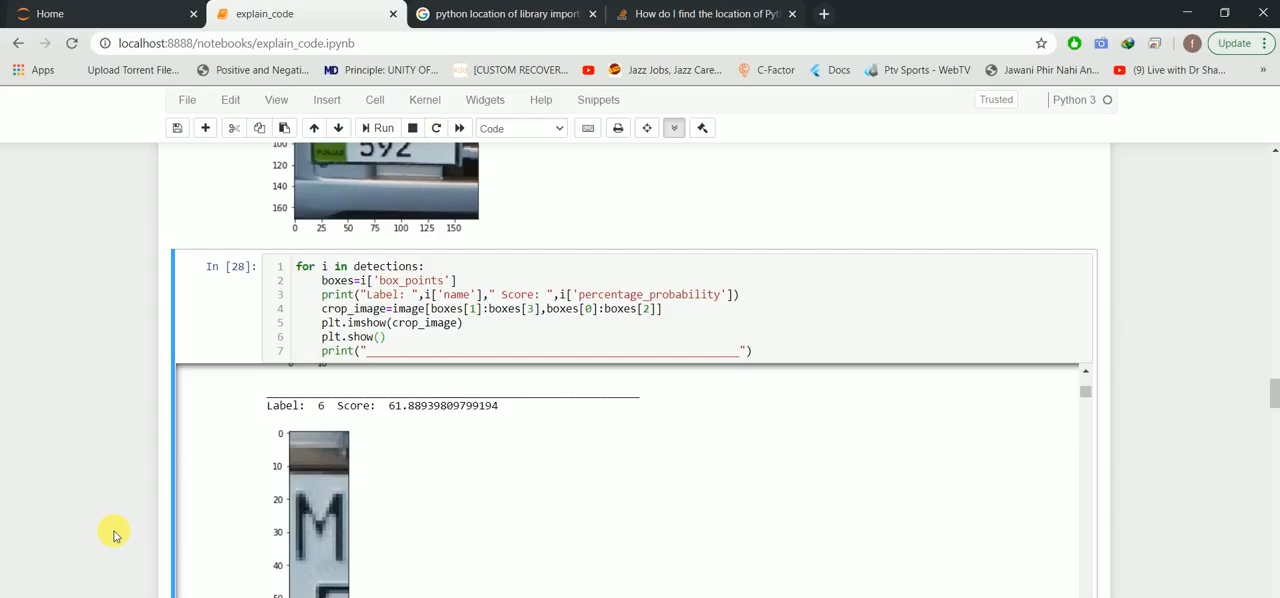 Home
explain_code
python location of library import
How do I find the location of Pyt
localhost:8888/notebooks/explain_code.ipynb
Update
Apps
Upload Torrent File...
Positive and Negati...
Principle: UNITY OF...
[CUSTOM RECOVER...
Jazz Jobs, Jazz Care...
C-Factor
Docs
Ptv Sports - WebTV
Jawani Phir Nahi An...
(9) Live with Dr Sha...
File Edit View Insert Cell Kernel Widgets Help Snippets
Trusted
Python 3
Run
Code
100
120
140
160
592
0 25 50 75 100 125 150
In [28]:
1 for i in detections:
2 boxes=i['box_points']
3 print("Label: ",i['name']," Score: ",i['percentage_probability'])
4 crop_image=image[boxes[1]:boxes[3],boxes[0]:boxes[2]]
5 plt.imshow(crop_image)
6 plt.show()
7 print("_______________________________________________________")
_______________________________________________________
Label: 6 Score: 61.88939809799194
0
10
20
30
40
M